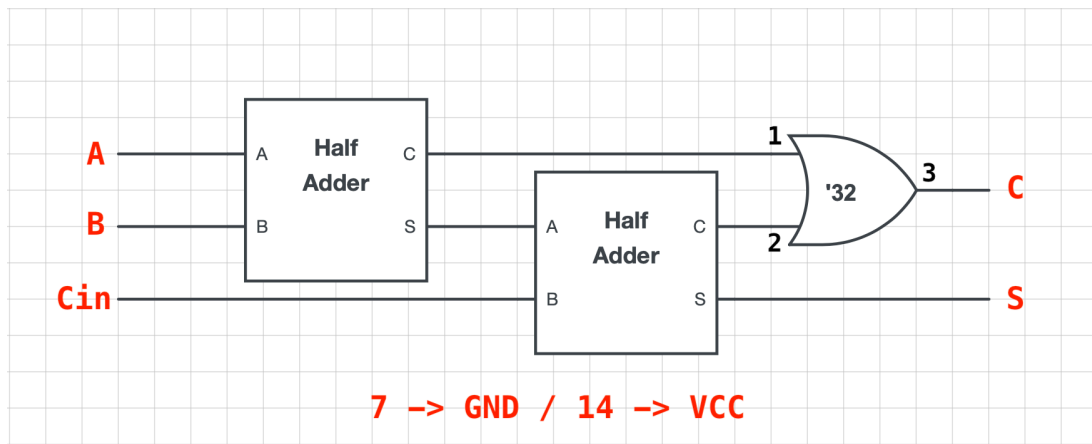 A
B
Cin
A
B
Half
Adder
C
S
A
B
Half
Adder
C
S
1
2
'32
3
C
S
7 –> GND / 14 –> VCC